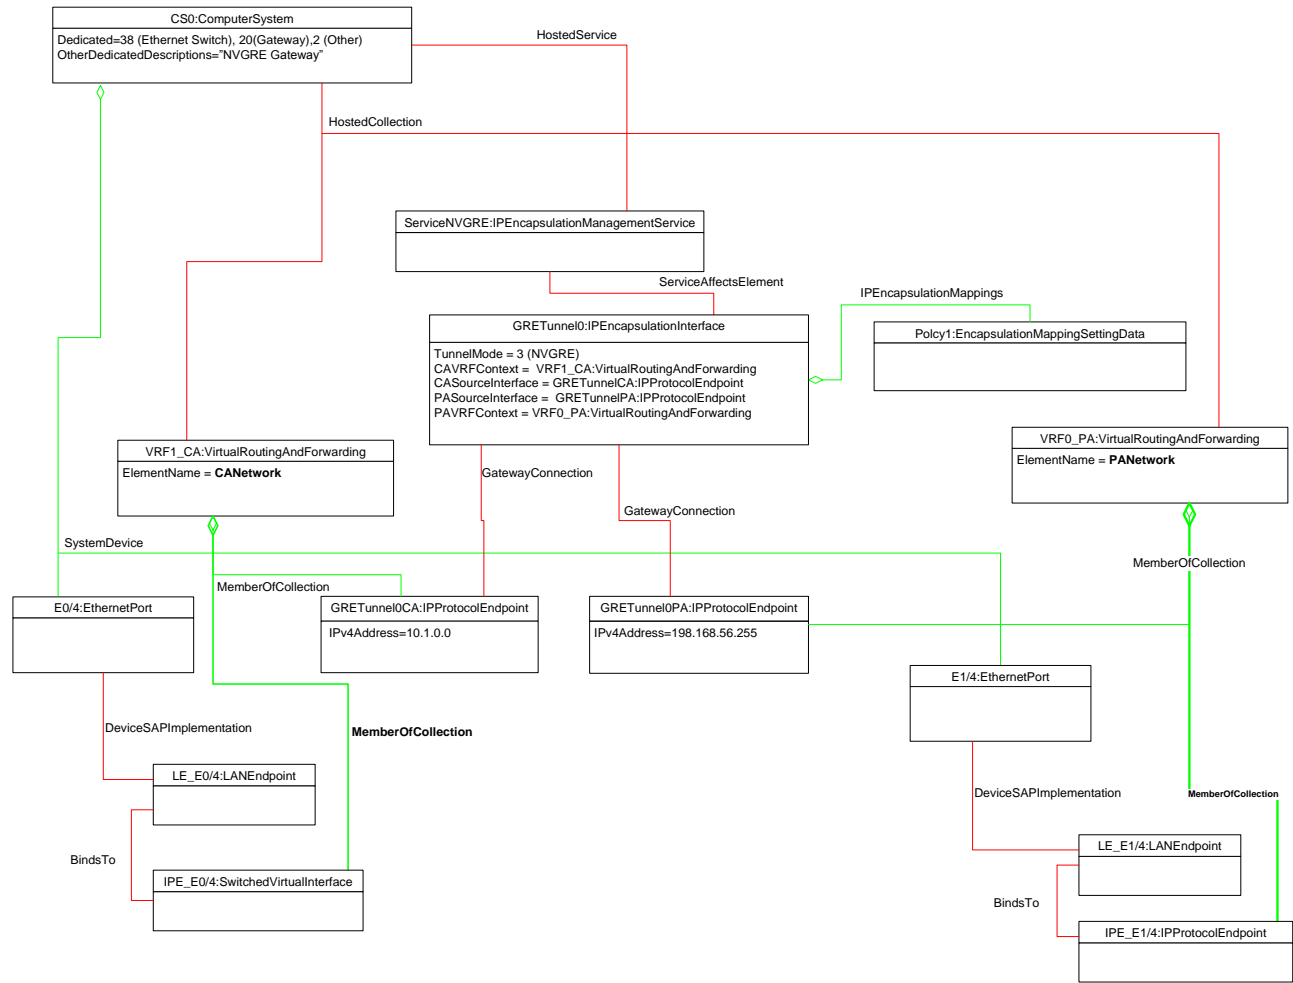 CS0:ComputerSystem
Dedicated=38 (Ethernet Switch), 20(Gateway),2 (Other)
OtherDedicatedDescriptions="NVGRE Gateway"
HostedService
HostedCollection
ServiceNVGRE:IPEncapsulationManagementService
ServiceAffectsElement
IPEncapsulationMappings
GRETunnel0:IPEncapsulationInterface
TunnelMode = 3 (NVGRE)
CAVRFContext =  VRF1_CA:VirtualRoutingAndForwarding
CASourceInterface = GRETunnelCA:IPProtocolEndpoint
PASourceInterface =  GRETunnelPA:IPProtocolEndpoint
PAVRFContext = VRF0_PA:VirtualRoutingAndForwarding
Polcy1:EncapsulationMappingSettingData
VRF1_CA:VirtualRoutingAndForwarding
ElementName = CANetwork
VRF0_PA:VirtualRoutingAndForwarding
ElementName = PANetwork
GatewayConnection
GatewayConnection
SystemDevice
MemberOfCollection
MemberOfCollection
E0/4:EthernetPort
GRETunnel0CA:IPProtocolEndpoint
IPv4Address=10.1.0.0
GRETunnel0PA:IPProtocolEndpoint
IPv4Address=198.168.56.255
E1/4:EthernetPort
DeviceSAPImplementation
MemberOfCollection
LE_E0/4:LANEndpoint
DeviceSAPImplementation
MemberOfCollection
LE_E1/4:LANEndpoint
BindsTo
IPE_E0/4:SwitchedVirtualInterface
BindsTo
IPE_E1/4:IPProtocolEndpoint